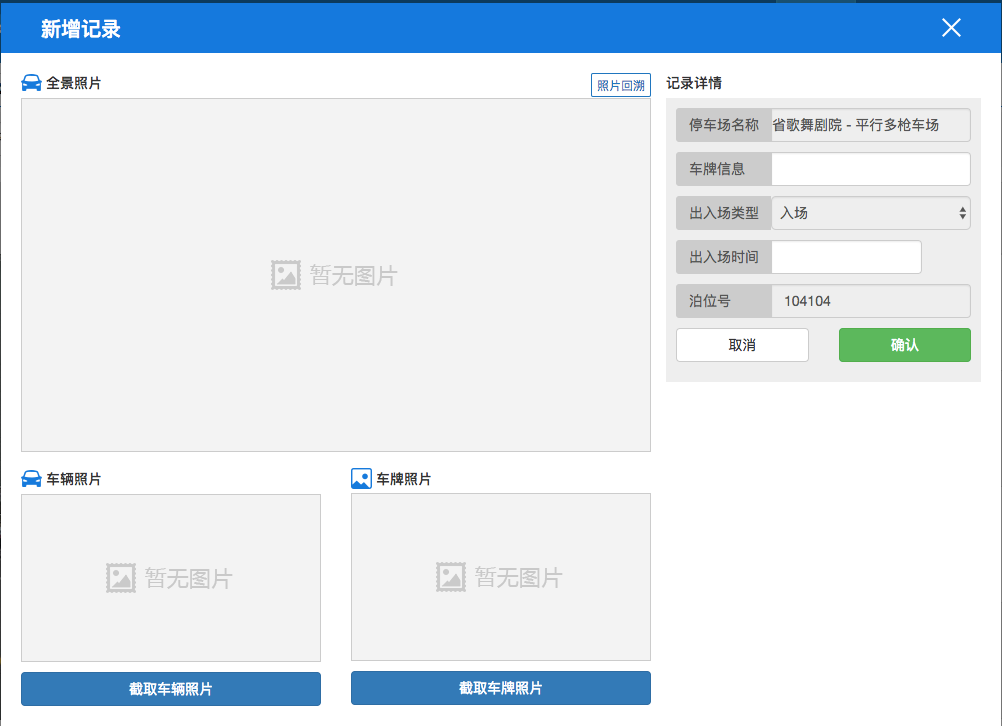 新增记录
全景照片
照片回溯
暂无图片
车辆照片
暂无图片
截取车辆照片
车牌照片
暂无图片
截取车牌照片
记录详情
停车场名称 省歌舞剧院 - 平行多枪车场
车牌信息
出入场类型 入场
出入场时间
泊位号 104104
取消 确认